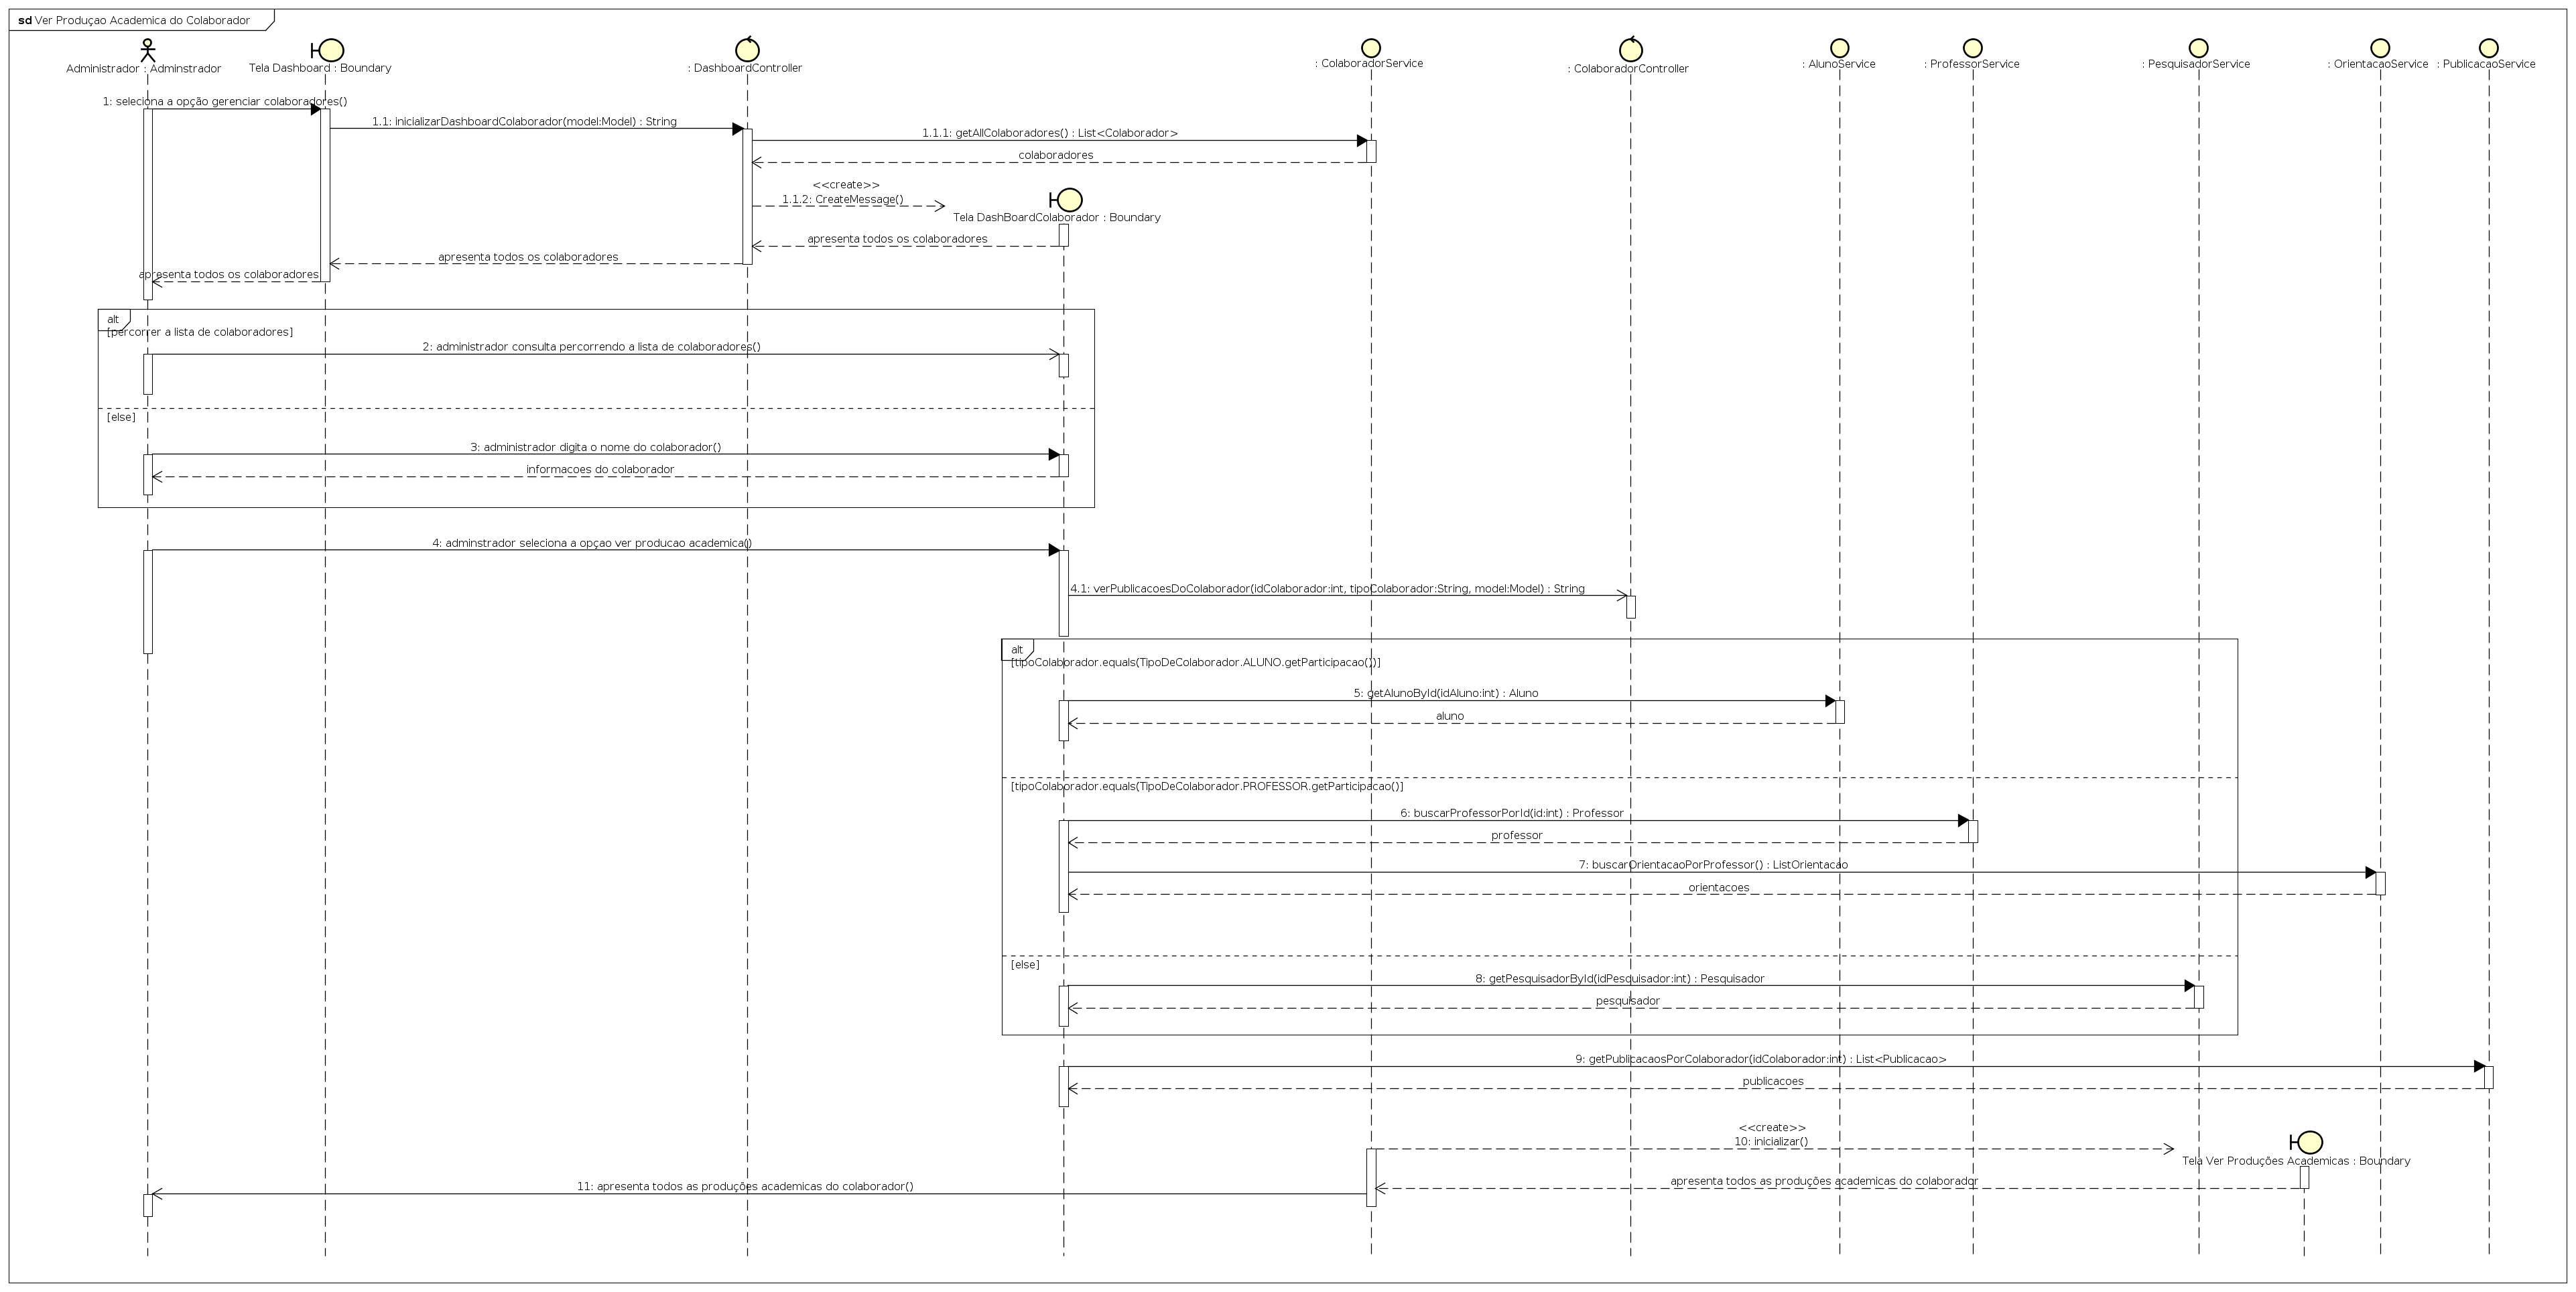 sd Ver Produçao Academica do Colaborador
Administrador : Adminstrador
Tela Dashboard : Boundary
: DashboardController
: ColaboradorService
: ColaboradorController
: AlunoService
: ProfessorService
: PesquisadorService
: OrientacaoService
: PublicacaoService
1: seleciona a opção gerenciar colaboradores()
1.1: inicializarDashboardColaborador(model:Model) : String
1.1.1: getAllColaboradores() : List<Colaborador>
colaboradores
<<create>>
1.1.2: CreateMessage()
Tela DashBoardColaborador : Boundary
apresenta todos os colaboradores
apresenta todos os colaboradores
apresenta todos os colaboradores
alt
[percorrer a lista de colaboradores]
2: administrador consulta percorrendo a lista de colaboradores()
[else]
3: administrador digita o nome do colaborador()
informacoes do colaborador
4: adminstrador seleciona a opçao ver producao academica()
4.1: verPublicacoesDoColaborador(idColaborador:int, tipoColaborador:String, model:Model) : String
alt
[tipoColaborador.equals(TipoDeColaborador.ALUNO.getParticipacao())]
5: getAlunoById(idAluno:int) : Aluno
aluno
[tipoColaborador.equals(TipoDeColaborador.PROFESSOR.getParticipacao()]
6: buscarProfessorPorId(id:int) : Professor
professor
7: buscarOrientacaoPorProfessor() : ListOrientacao
orientacoes
[else]
8: getPesquisadorById(idPesquisador:int) : Pesquisador
pesquisador
9: getPublicacaosPorColaborador(idColaborador:int) : List<Publicacao>
publicacoes
<<create>>
10: inicializar()
Tela Ver Produções Academicas : Boundary
apresenta todos as produções academicas do colaborador
11: apresenta todos as produções academicas do colaborador()